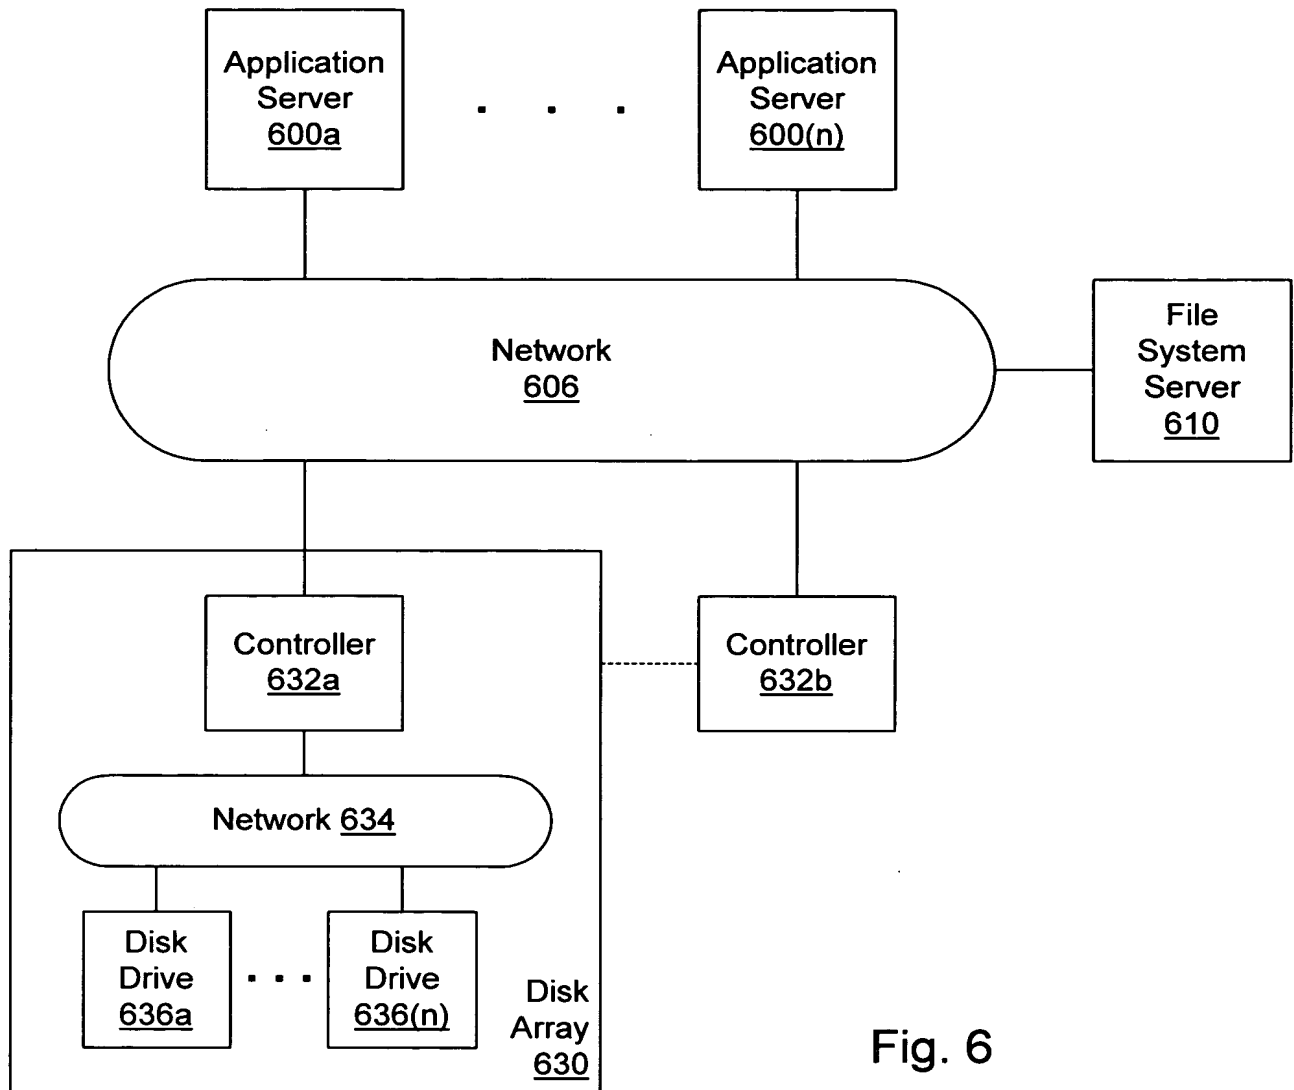 Application
Server
600a
Application
Server
600(n)
Network
606
File
System
Server
610
Controller
632a
Controller
632b
Network 634
Disk
Drive
636a
Disk
Drive
636(n)
Disk
Array
630
Fig. 6